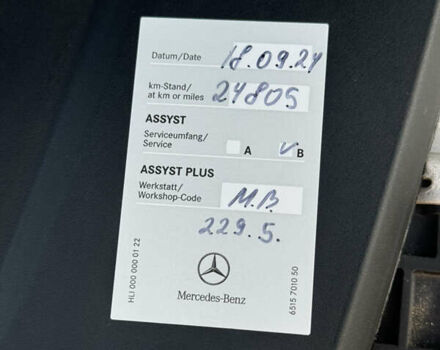 Datum/Date 18.09.24
km-Stand/
at km or miles 24805
ASSYST
Serviceumfang/
Service A ✓ B
ASSYST PLUS
Werkstatt/
Workshop-Code M.B.
229.5.
Mercedes-Benz
HLI 000 000 01 22
6515 7010 50